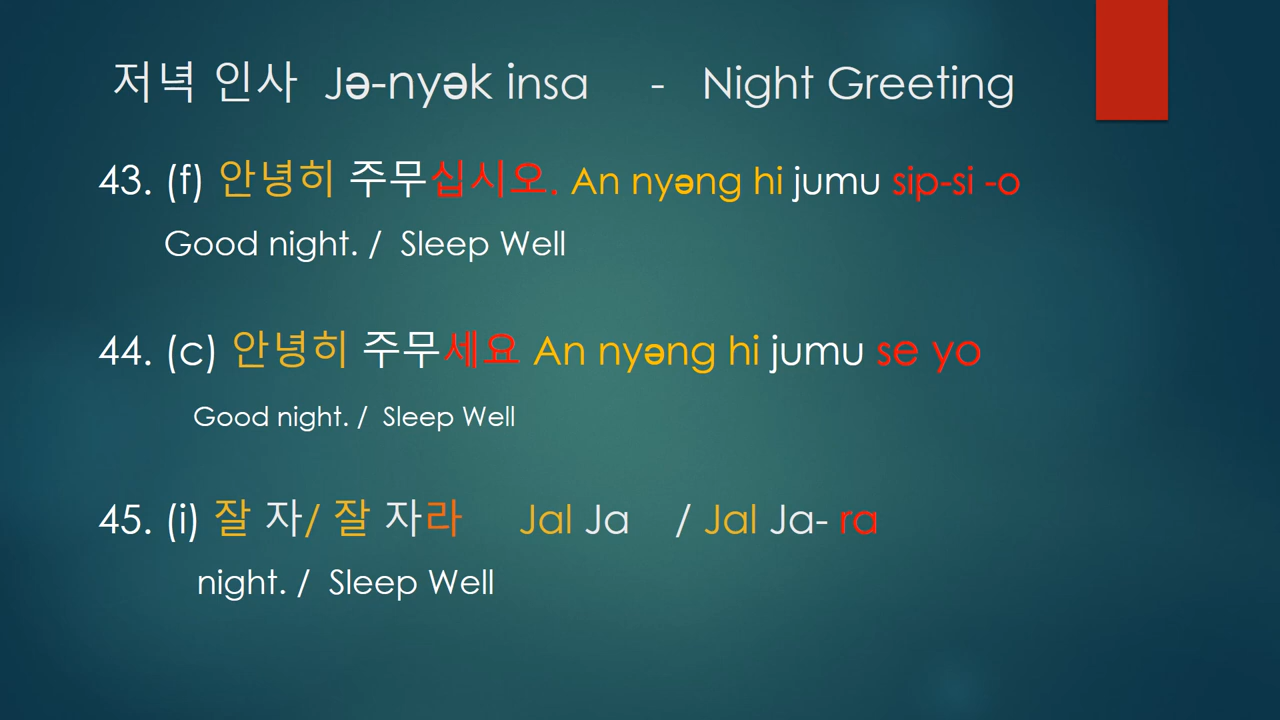 저녁 인사 Jə-nyək insa - Night Greeting
43. (f) 안녕히 주무십시오. An nyəng hi jumu sip-si -o
Good night. / Sleep Well
44. (c) 안녕히 주무세요 An nyəng hi jumu se yo
Good night. / Sleep Well
45. (i) 잘 자/ 잘 자라 Jal Ja / Jal Ja- ra
night. / Sleep Well